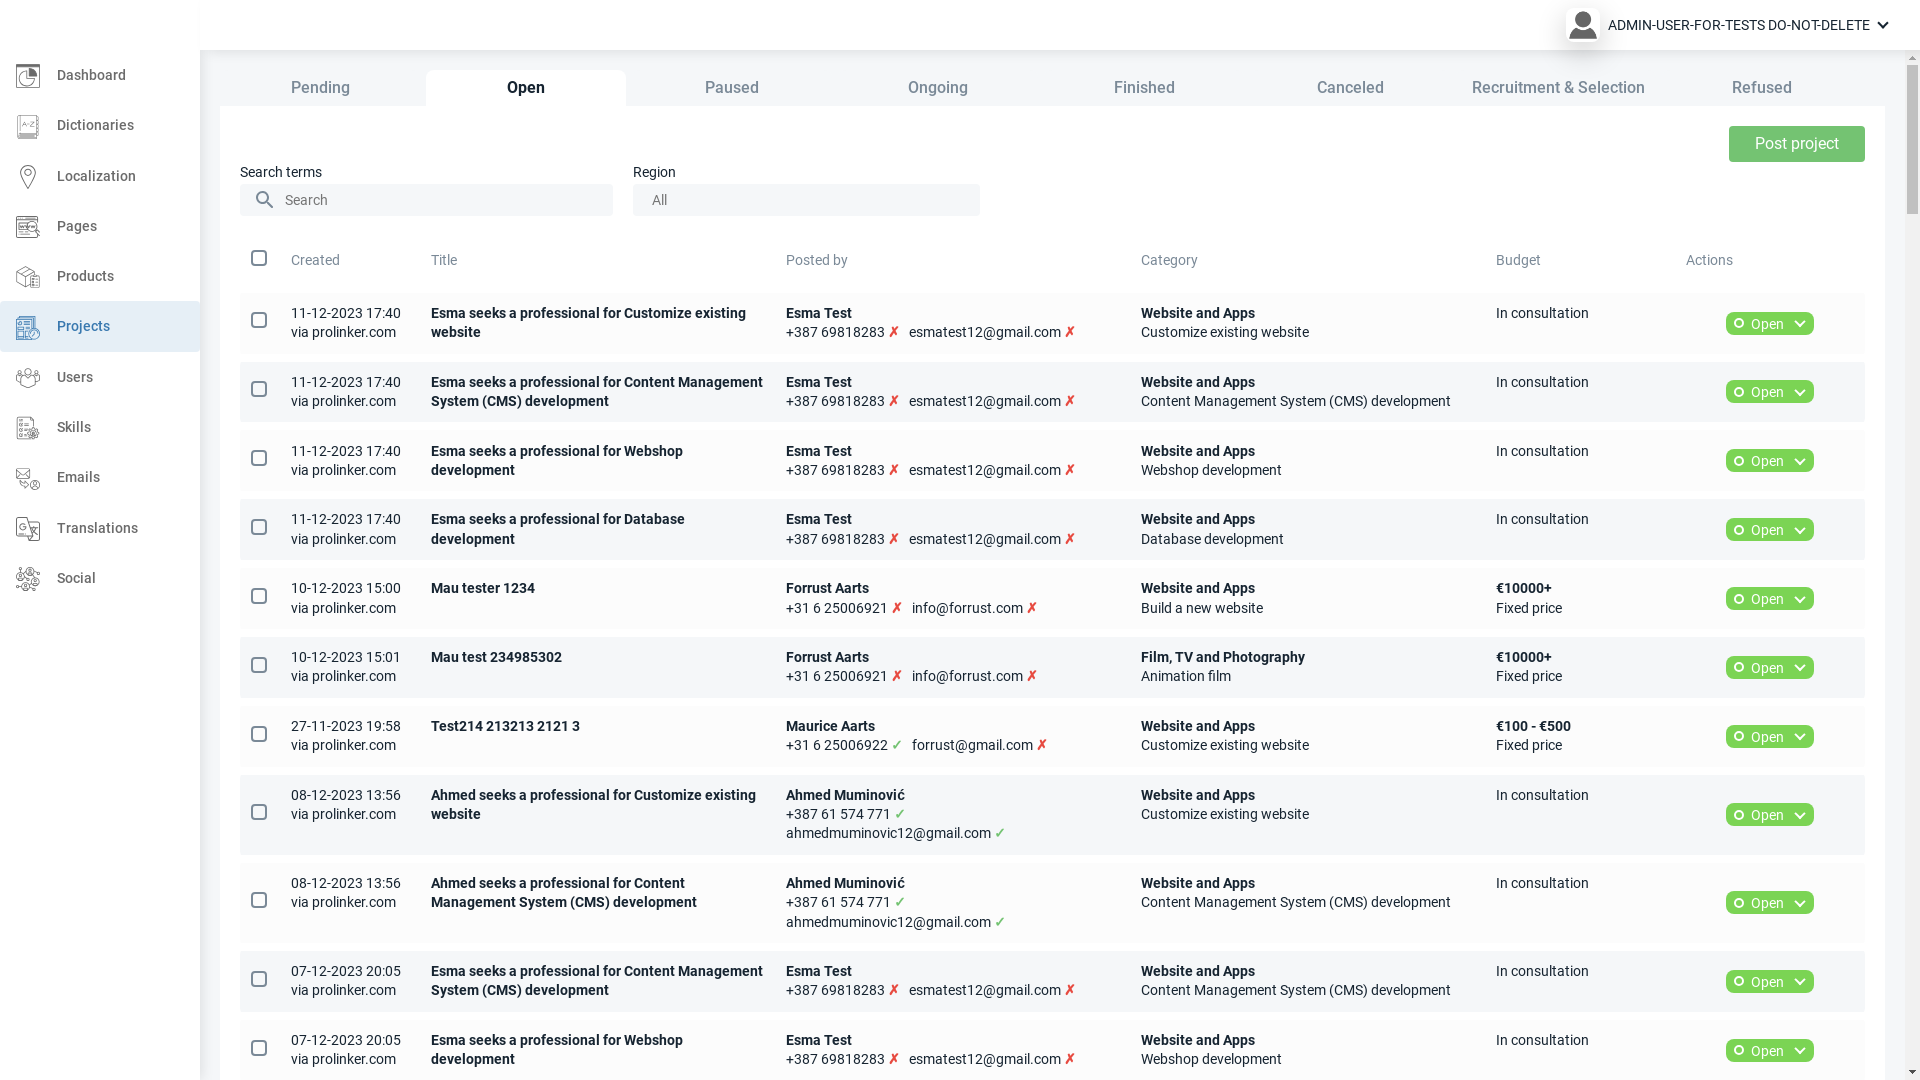 ADMIN-USER-FOR-TESTS DO-NOT-DELETE
Dashboard
Dictionaries
Localization
Pages
Products
Projects
Users
Skills
Emails
Translations
Social
Pending Open Paused Ongoing Finished Canceled Recruitment & Selection Refused
Post project
Search terms Region
Search All
Created Title Posted by Category Budget Actions
11-12-2023 17:40 Esma seeks a professional for Customize existing Esma Test Website and Apps In consultation
via prolinker.com website +387 69818283 ✗ esmatest12@gmail.com ✗ Customize existing website Open
11-12-2023 17:40 Esma seeks a professional for Content Management Esma Test Website and Apps In consultation
via prolinker.com System (CMS) development +387 69818283 ✗ esmatest12@gmail.com ✗ Content Management System (CMS) development Open
11-12-2023 17:40 Esma seeks a professional for Webshop Esma Test Website and Apps In consultation
via prolinker.com development +387 69818283 ✗ esmatest12@gmail.com ✗ Webshop development Open
11-12-2023 17:40 Esma seeks a professional for Database Esma Test Website and Apps In consultation
via prolinker.com development +387 69818283 ✗ esmatest12@gmail.com ✗ Database development Open
10-12-2023 15:00 Mau tester 1234 Forrust Aarts Website and Apps €10000+
via prolinker.com +31 6 25006921 ✗ info@forrust.com ✗ Build a new website Fixed price Open
10-12-2023 15:01 Mau test 234985302 Forrust Aarts Film, TV and Photography €10000+
via prolinker.com +31 6 25006921 ✗ info@forrust.com ✗ Animation film Fixed price Open
27-11-2023 19:58 Test214 213213 2121 3 Maurice Aarts Website and Apps €100 - €500
via prolinker.com +31 6 25006922 ✓ forrust@gmail.com ✗ Customize existing website Fixed price Open
08-12-2023 13:56 Ahmed seeks a professional for Customize existing Ahmed Muminović Website and Apps In consultation
via prolinker.com website +387 61 574 771 ✓ Customize existing website Open
ahmedmuminovic12@gmail.com ✓
08-12-2023 13:56 Ahmed seeks a professional for Content Ahmed Muminović Website and Apps In consultation
via prolinker.com Management System (CMS) development +387 61 574 771 ✓ Content Management System (CMS) development Open
ahmedmuminovic12@gmail.com ✓
07-12-2023 20:05 Esma seeks a professional for Content Management Esma Test Website and Apps In consultation
via prolinker.com System (CMS) development +387 69818283 ✗ esmatest12@gmail.com ✗ Content Management System (CMS) development Open
07-12-2023 20:05 Esma seeks a professional for Webshop Esma Test Website and Apps In consultation
via prolinker.com development +387 69818283 ✗ esmatest12@gmail.com ✗ Webshop development Open